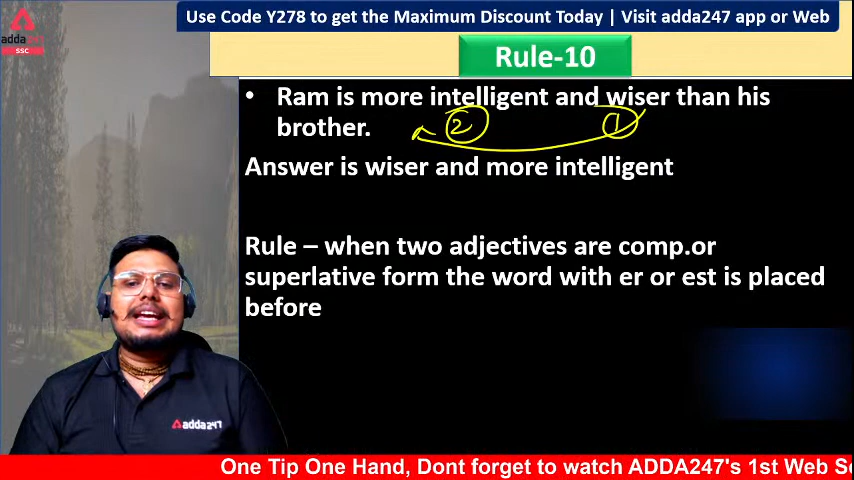 Use Code Y278 to get the Maximum Discount Today | Visit adda247 app or Web
adda247
SSC
Rule-10
• Ram is more intelligent and wiser than his
brother.
2
1
Answer is wiser and more intelligent
Rule – when two adjectives are comp.or
superlative form the word with er or est is placed
before
adda247
One Tip One Hand, Dont forget to watch ADDA247's 1st Web